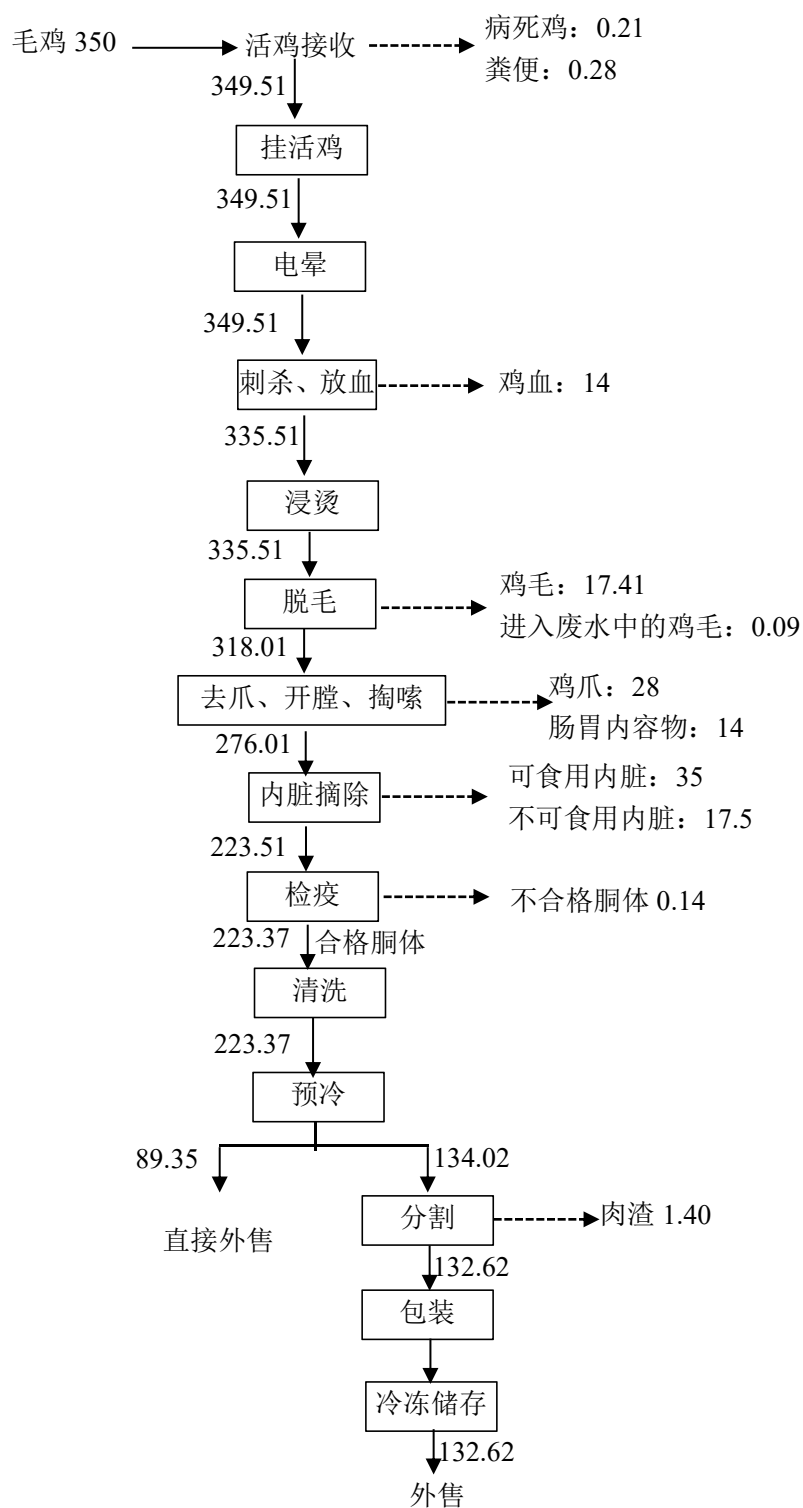 毛鸡 350
活鸡接收
病死鸡：0.21
粪便：0.28
349.51
挂活鸡
349.51
电晕
349.51
刺杀、放血
鸡血：14
335.51
浸烫
335.51
脱毛
鸡毛：17.41
进入废水中的鸡毛：0.09
318.01
去爪、开膛、掏嗉
鸡爪：28
肠胃内容物：14
276.01
内脏摘除
可食用内脏：35
不可食用内脏：17.5
223.51
检疫
不合格胴体 0.14
223.37
合格胴体
清洗
223.37
预冷
89.35
134.02
直接外售
分割
肉渣 1.40
132.62
包装
冷冻储存
132.62
外售